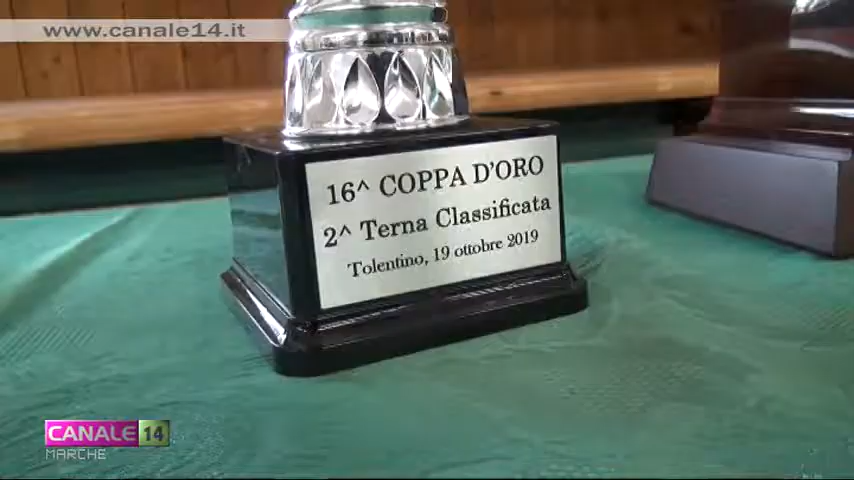 www.canale14.it
16^ COPPA D'ORO
2^ Terna Classificata
Tolentino, 19 ottobre 2019
CANALE 14
MARCHE